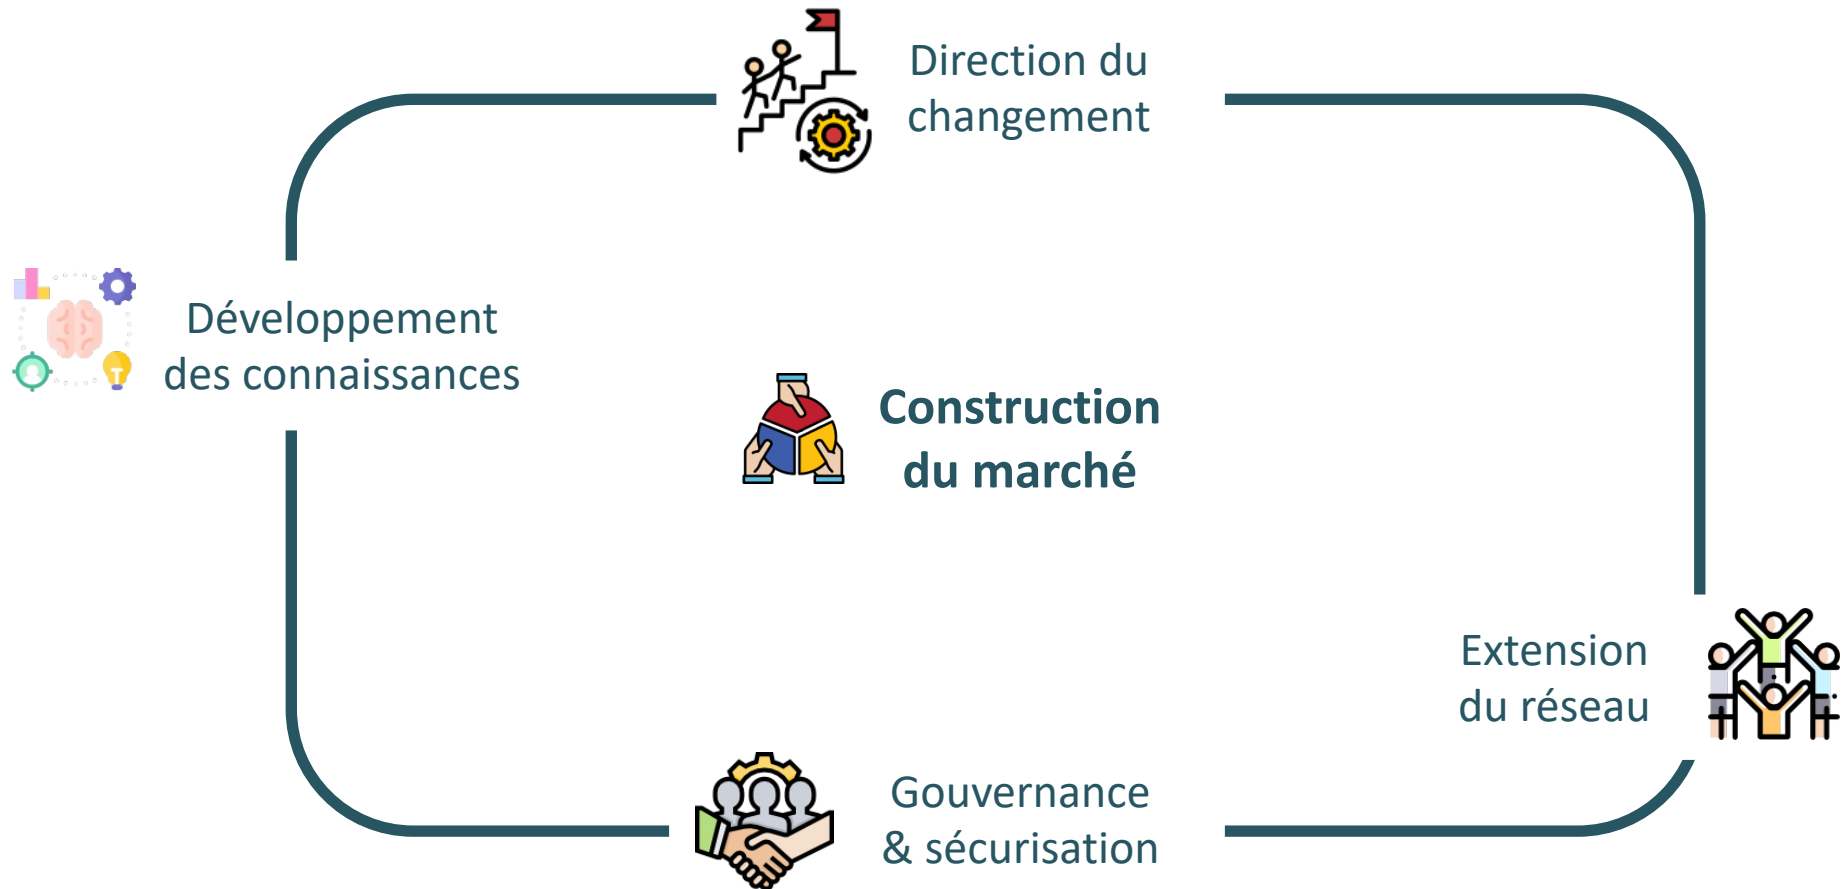 Direction du
changement
Développement
des connaissances
Construction
du marché
Extension
du réseau
Gouvernance
& sécurisation